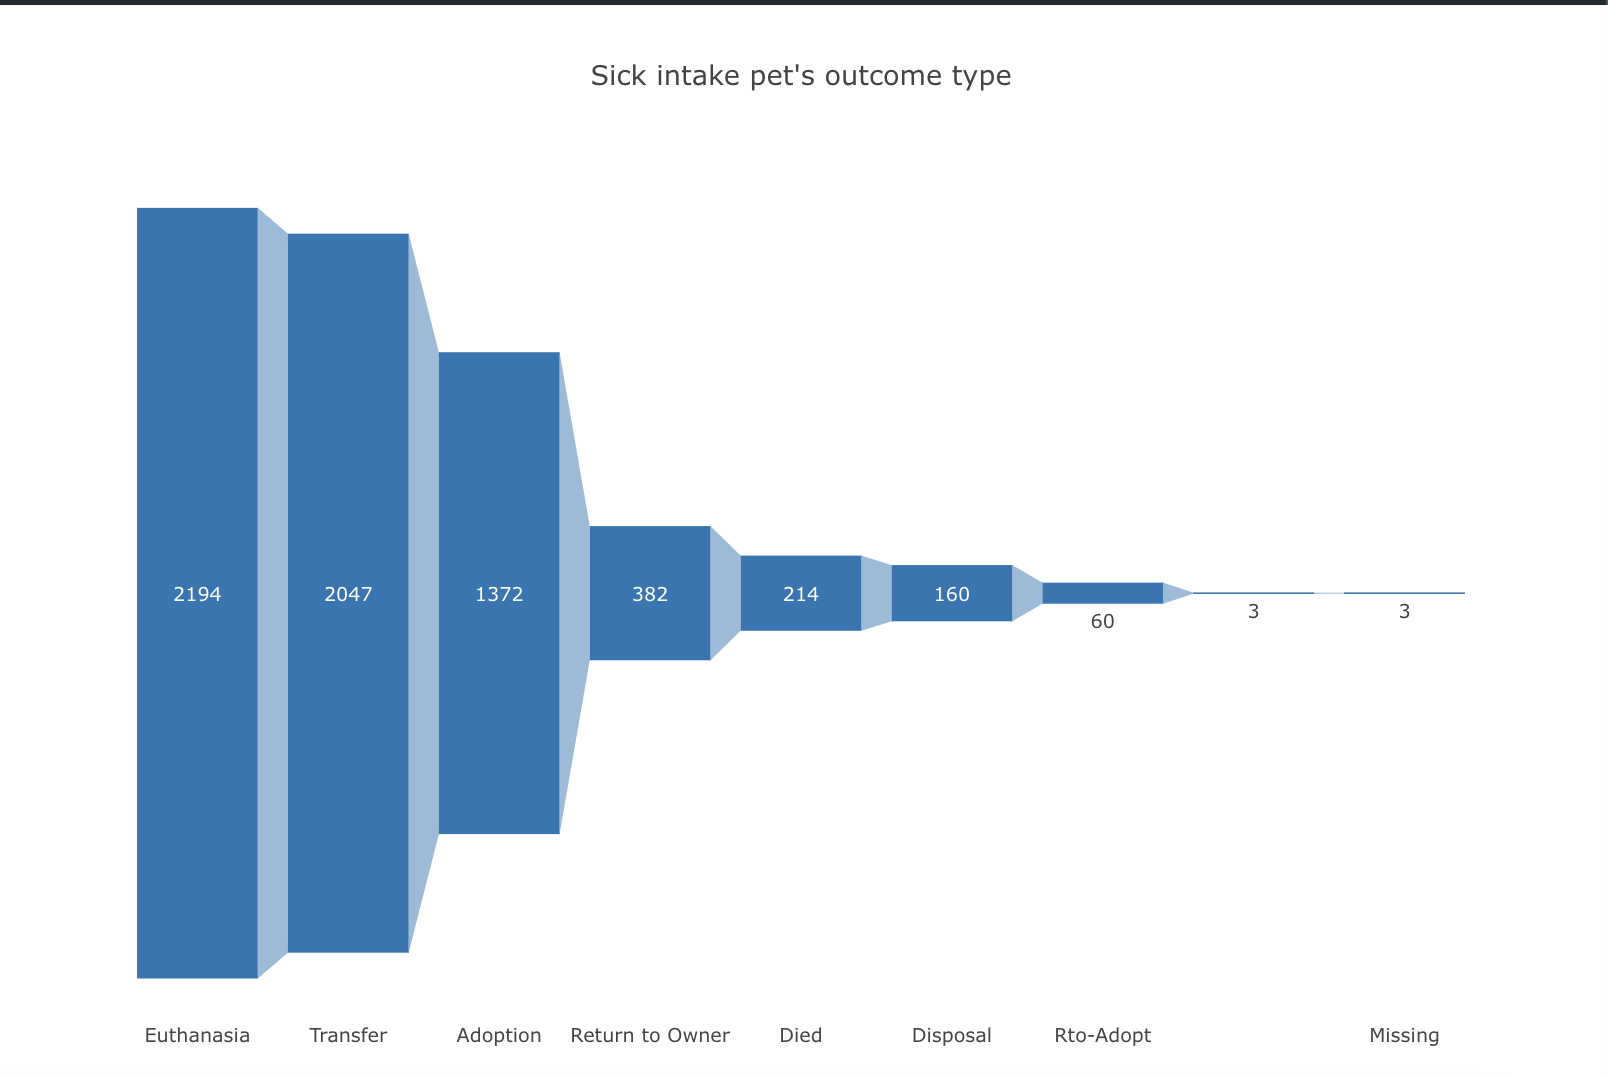 Sick intake pet's outcome type
2194
2047
1372
382
214
160
60
3
3
Euthanasia
Transfer
Adoption
Return to Owner
Died
Disposal
Rto-Adopt
Missing